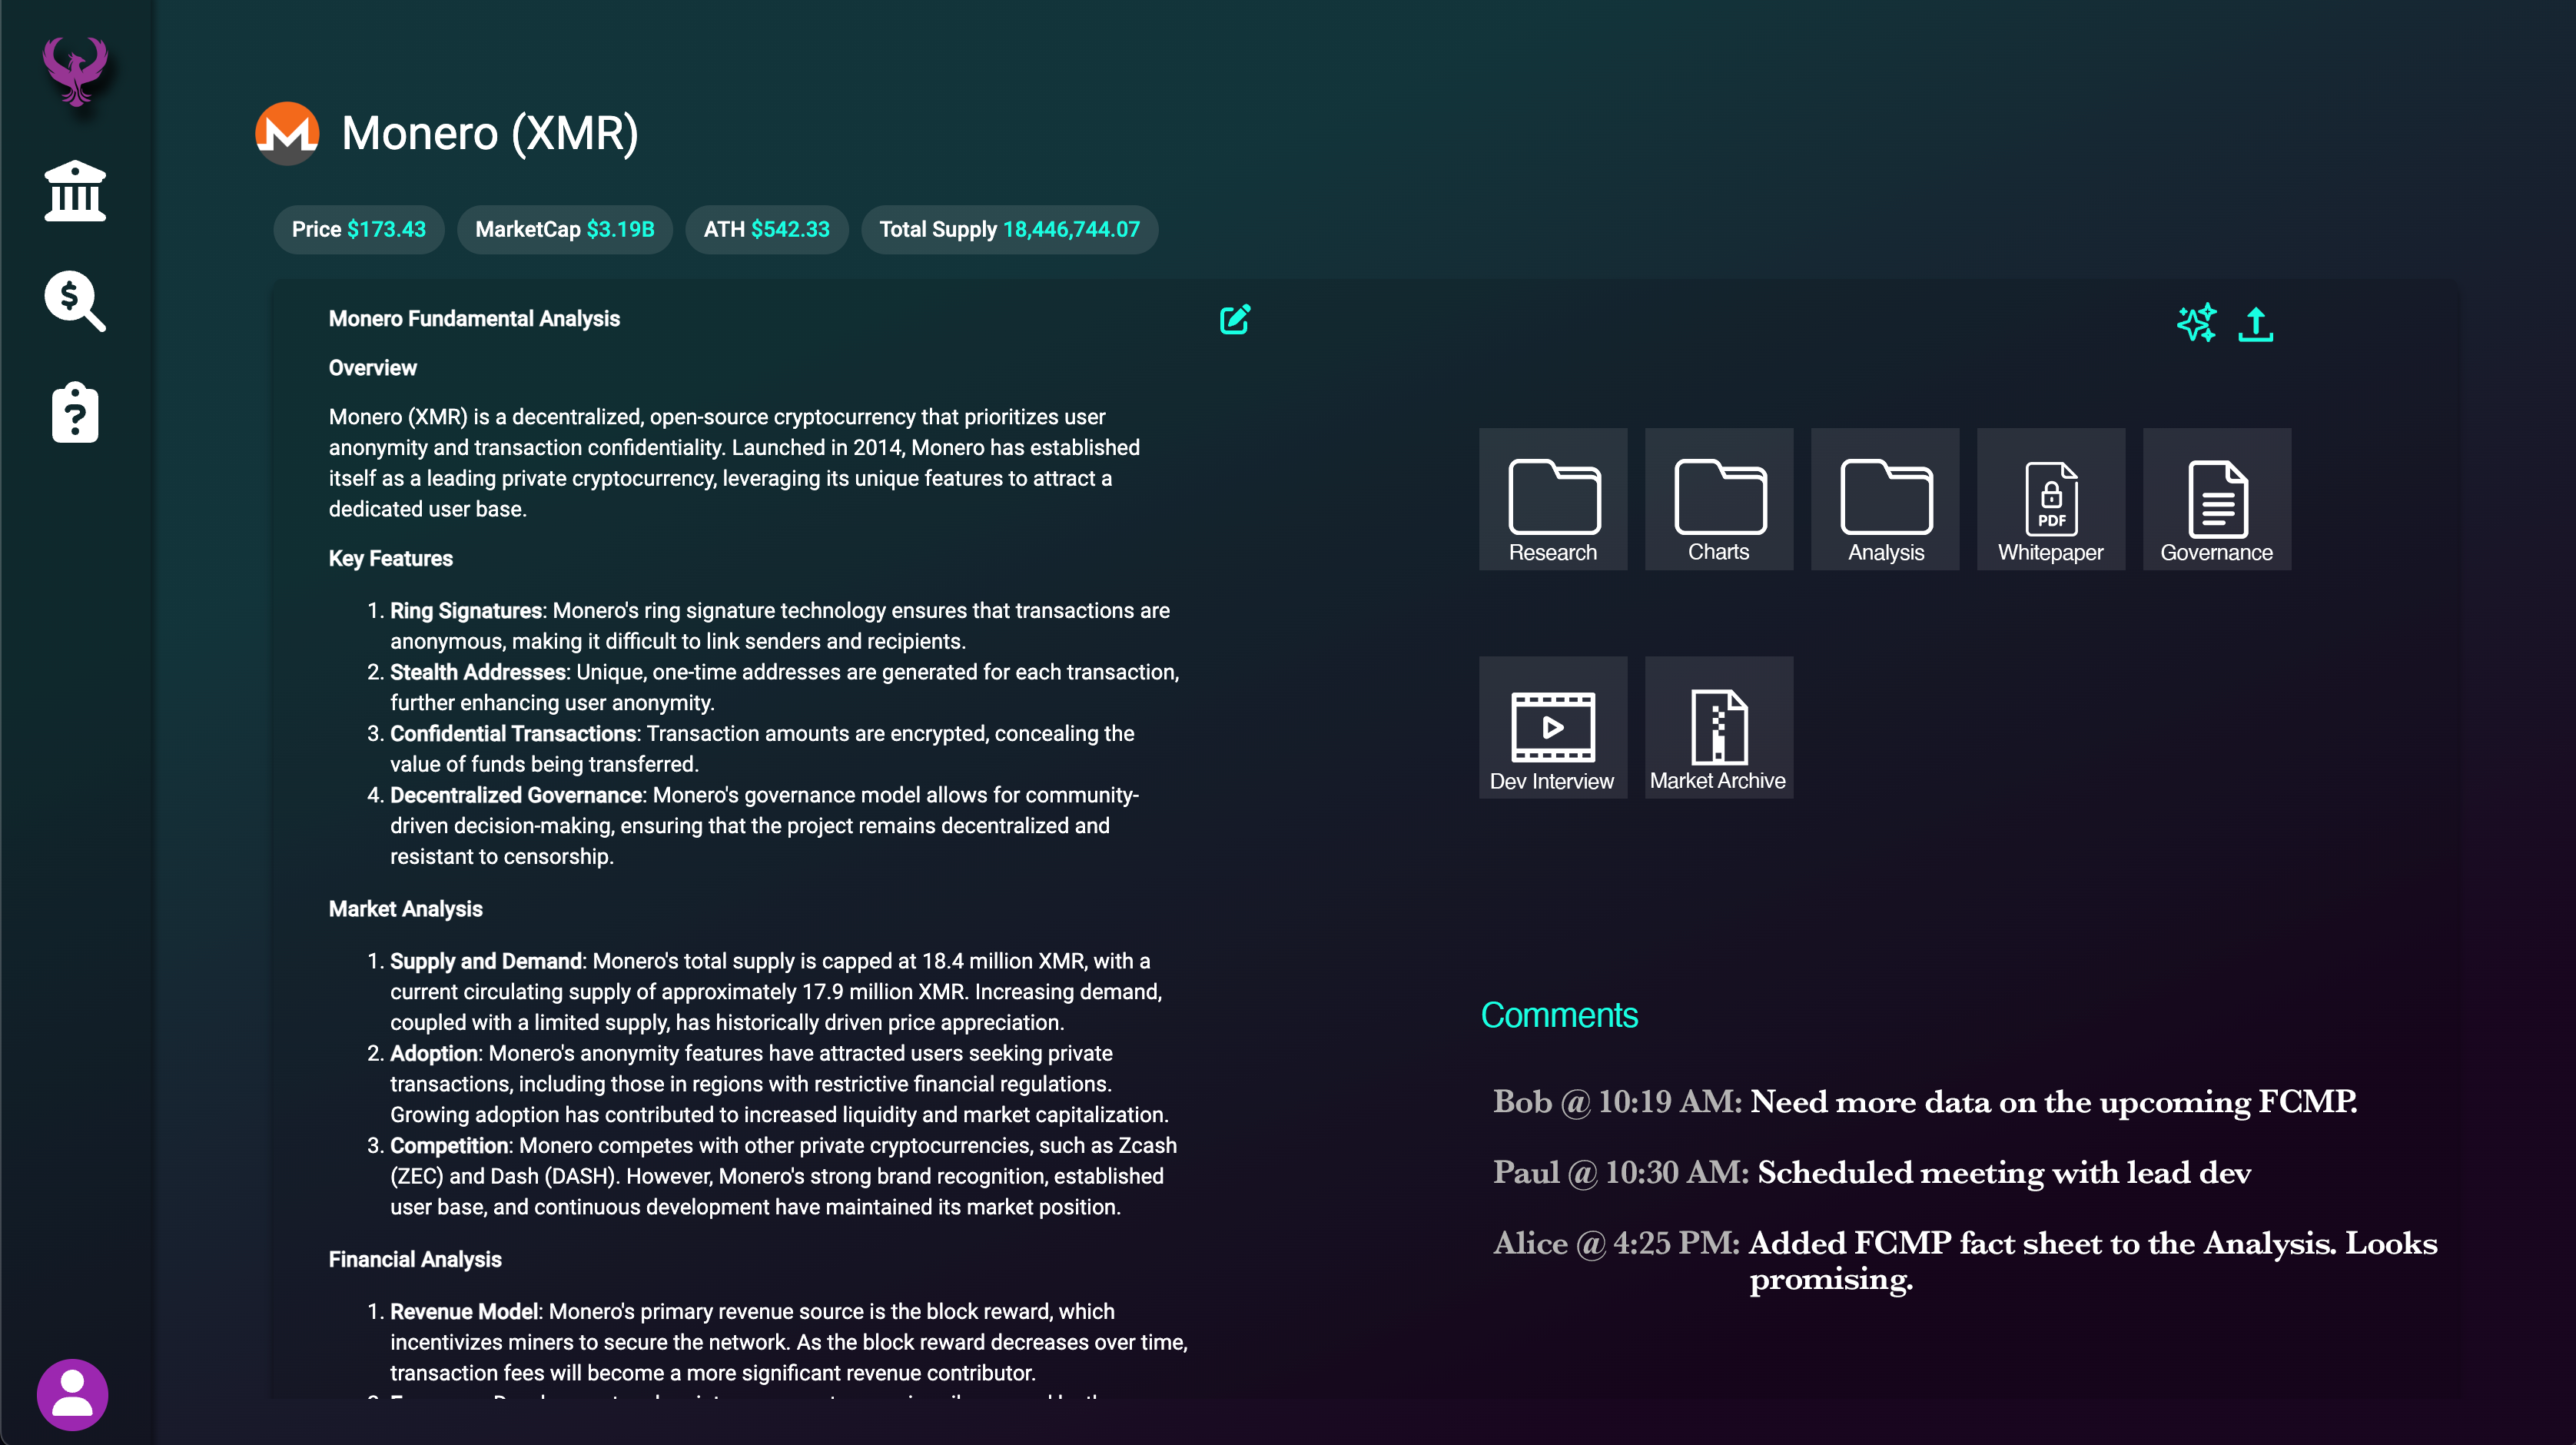 Monero (XMR)
Price $173.43
MarketCap $3.19B
ATH $542.33
Total Supply 18,446,744.07
Monero Fundamental Analysis
Overview
Monero (XMR) is a decentralized, open-source cryptocurrency that prioritizes user
anonymity and transaction confidentiality. Launched in 2014, Monero has established
itself as a leading private cryptocurrency, leveraging its unique features to attract a
dedicated user base.
Key Features
1. Ring Signatures: Monero's ring signature technology ensures that transactions are
anonymous, making it difficult to link senders and recipients.
2. Stealth Addresses: Unique, one-time addresses are generated for each transaction,
further enhancing user anonymity.
3. Confidential Transactions: Transaction amounts are encrypted, concealing the
value of funds being transferred.
4. Decentralized Governance: Monero's governance model allows for community-
driven decision-making, ensuring that the project remains decentralized and
resistant to censorship.
Market Analysis
1. Supply and Demand: Monero's total supply is capped at 18.4 million XMR, with a
current circulating supply of approximately 17.9 million XMR. Increasing demand,
coupled with a limited supply, has historically driven price appreciation.
2. Adoption: Monero's anonymity features have attracted users seeking private
transactions, including those in regions with restrictive financial regulations.
Growing adoption has contributed to increased liquidity and market capitalization.
3. Competition: Monero competes with other private cryptocurrencies, such as Zcash
(ZEC) and Dash (DASH). However, Monero's strong brand recognition, established
user base, and continuous development have maintained its market position.
Financial Analysis
1. Revenue Model: Monero's primary revenue source is the block reward, which
incentivizes miners to secure the network. As the block reward decreases over time,
transaction fees will become a more significant revenue contributor.
Research
Charts
Analysis
PDF
Whitepaper
Governance
Dev Interview
Market Archive
Comments
Bob @ 10:19 AM: Need more data on the upcoming FCMP.
Paul @ 10:30 AM: Scheduled meeting with lead dev
Alice @ 4:25 PM: Added FCMP fact sheet to the Analysis. Looks
promising.